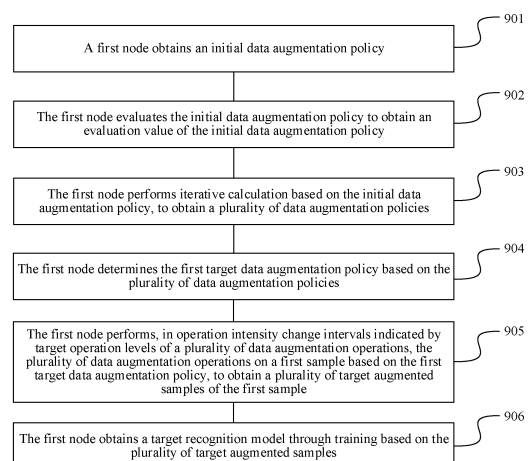 901
A first node obtains an initial data augmentation policy
902
The first node evaluates the initial data augmentation policy to obtain an
evaluation value of the initial data augmentation policy
903
The first node performs iterative calculation based on the initial data
augmentation policy, to obtain a plurality of data augmentation policies
904
The first node determines the first target data augmentation policy based on the
plurality of data augmentation policies
905
The first node performs, in operation intensity change intervals indicated by
target operation levels of a plurality of data augmentation operations, the
plurality of data augmentation operations on a first sample based on the first
target data augmentation policy, to obtain a plurality of target augmented
samples of the first sample
906
The first node obtains a target recognition model through training based on the
plurality of target augmented samples